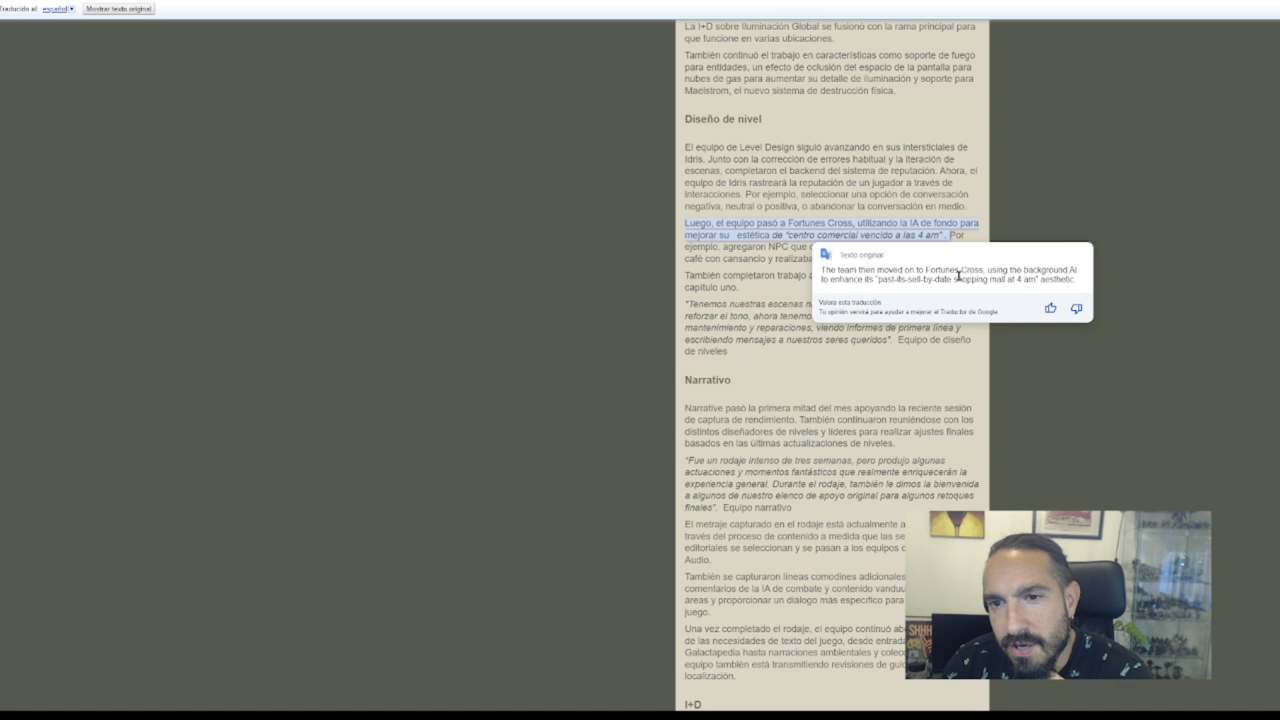 Traducido al: español Mostrar texto original
La I+D sobre Iluminación Global se fusionó con la rama principal para
que funcione en varias ubicaciones.
También continuó el trabajo en características como soporte de fuego
para entidades, un efecto de oclusión del espacio de la pantalla para
nubes de gas para aumentar su detalle de iluminación y soporte para
Maelstrom, el nuevo sistema de destrucción física.
Diseño de nivel
El equipo de Level Design siguió avanzando en sus intersticiales de
Idris. Junto con la corrección de errores habitual y la iteración de
escenas, completaron el backend del sistema de reputación. Ahora, el
equipo de Idris rastreará la reputación de un jugador a través de
interacciones. Por ejemplo, seleccionar una opción de conversación
negativa, neutral o positiva, o abandonar la conversación en medio.
Luego, el equipo pasó a Fortunes Cross, utilizando la IA de fondo para
mejorar su estética de "centro comercial vencido a las 4 am" . Por
ejemplo, agregaron NPC que
café con cansancio y realizaba
También completaron trabajo
capítulo uno.
"Tenemos nuestras escenas
reforzar el tono, ahora tenemo
mantenimiento y reparaciones, viendo informes de primera línea y
escribiendo mensajes a nuestros seres queridos". Equipo de diseño
de niveles
Texto original
The team then moved on to Fortunes Cross, using the background AI
to enhance its "past-its-sell-by-date shopping mall at 4 am" aesthetic.
Valora esta traducción
Tu opinión servirá para ayudar a mejorar el Traductor de Google
Narrativo
Narrative pasó la primera mitad del mes apoyando la reciente sesión
de captura de rendimiento. También continuaron reuniéndose con los
distintos diseñadores de niveles y líderes para realizar ajustes finales
basados en las últimas actualizaciones de niveles.
"Fue un rodaje intenso de tres semanas, pero produjo algunas
actuaciones y momentos fantásticos que realmente enriquecerán la
experiencia general. Durante el rodaje, también le dimos la bienvenida
a algunos de nuestro elenco de apoyo original para algunos retoques
finales". Equipo narrativo
El metraje capturado en el rodaje está actualmente a
través del proceso de contenido a medida que las se
editoriales se seleccionan y se pasan a los equipos
Audio.
También se capturaron líneas comodines adicionales
comentarios de la IA de combate y contenido vanduu
áreas y proporcionar un diálogo más específico para
juego.
Una vez completado el rodaje, el equipo continuó
de las necesidades de texto del juego, desde entrada
Galactapedia hasta narraciones ambientales y
equipo también está transmitiendo revisiones de
localización.
I+D